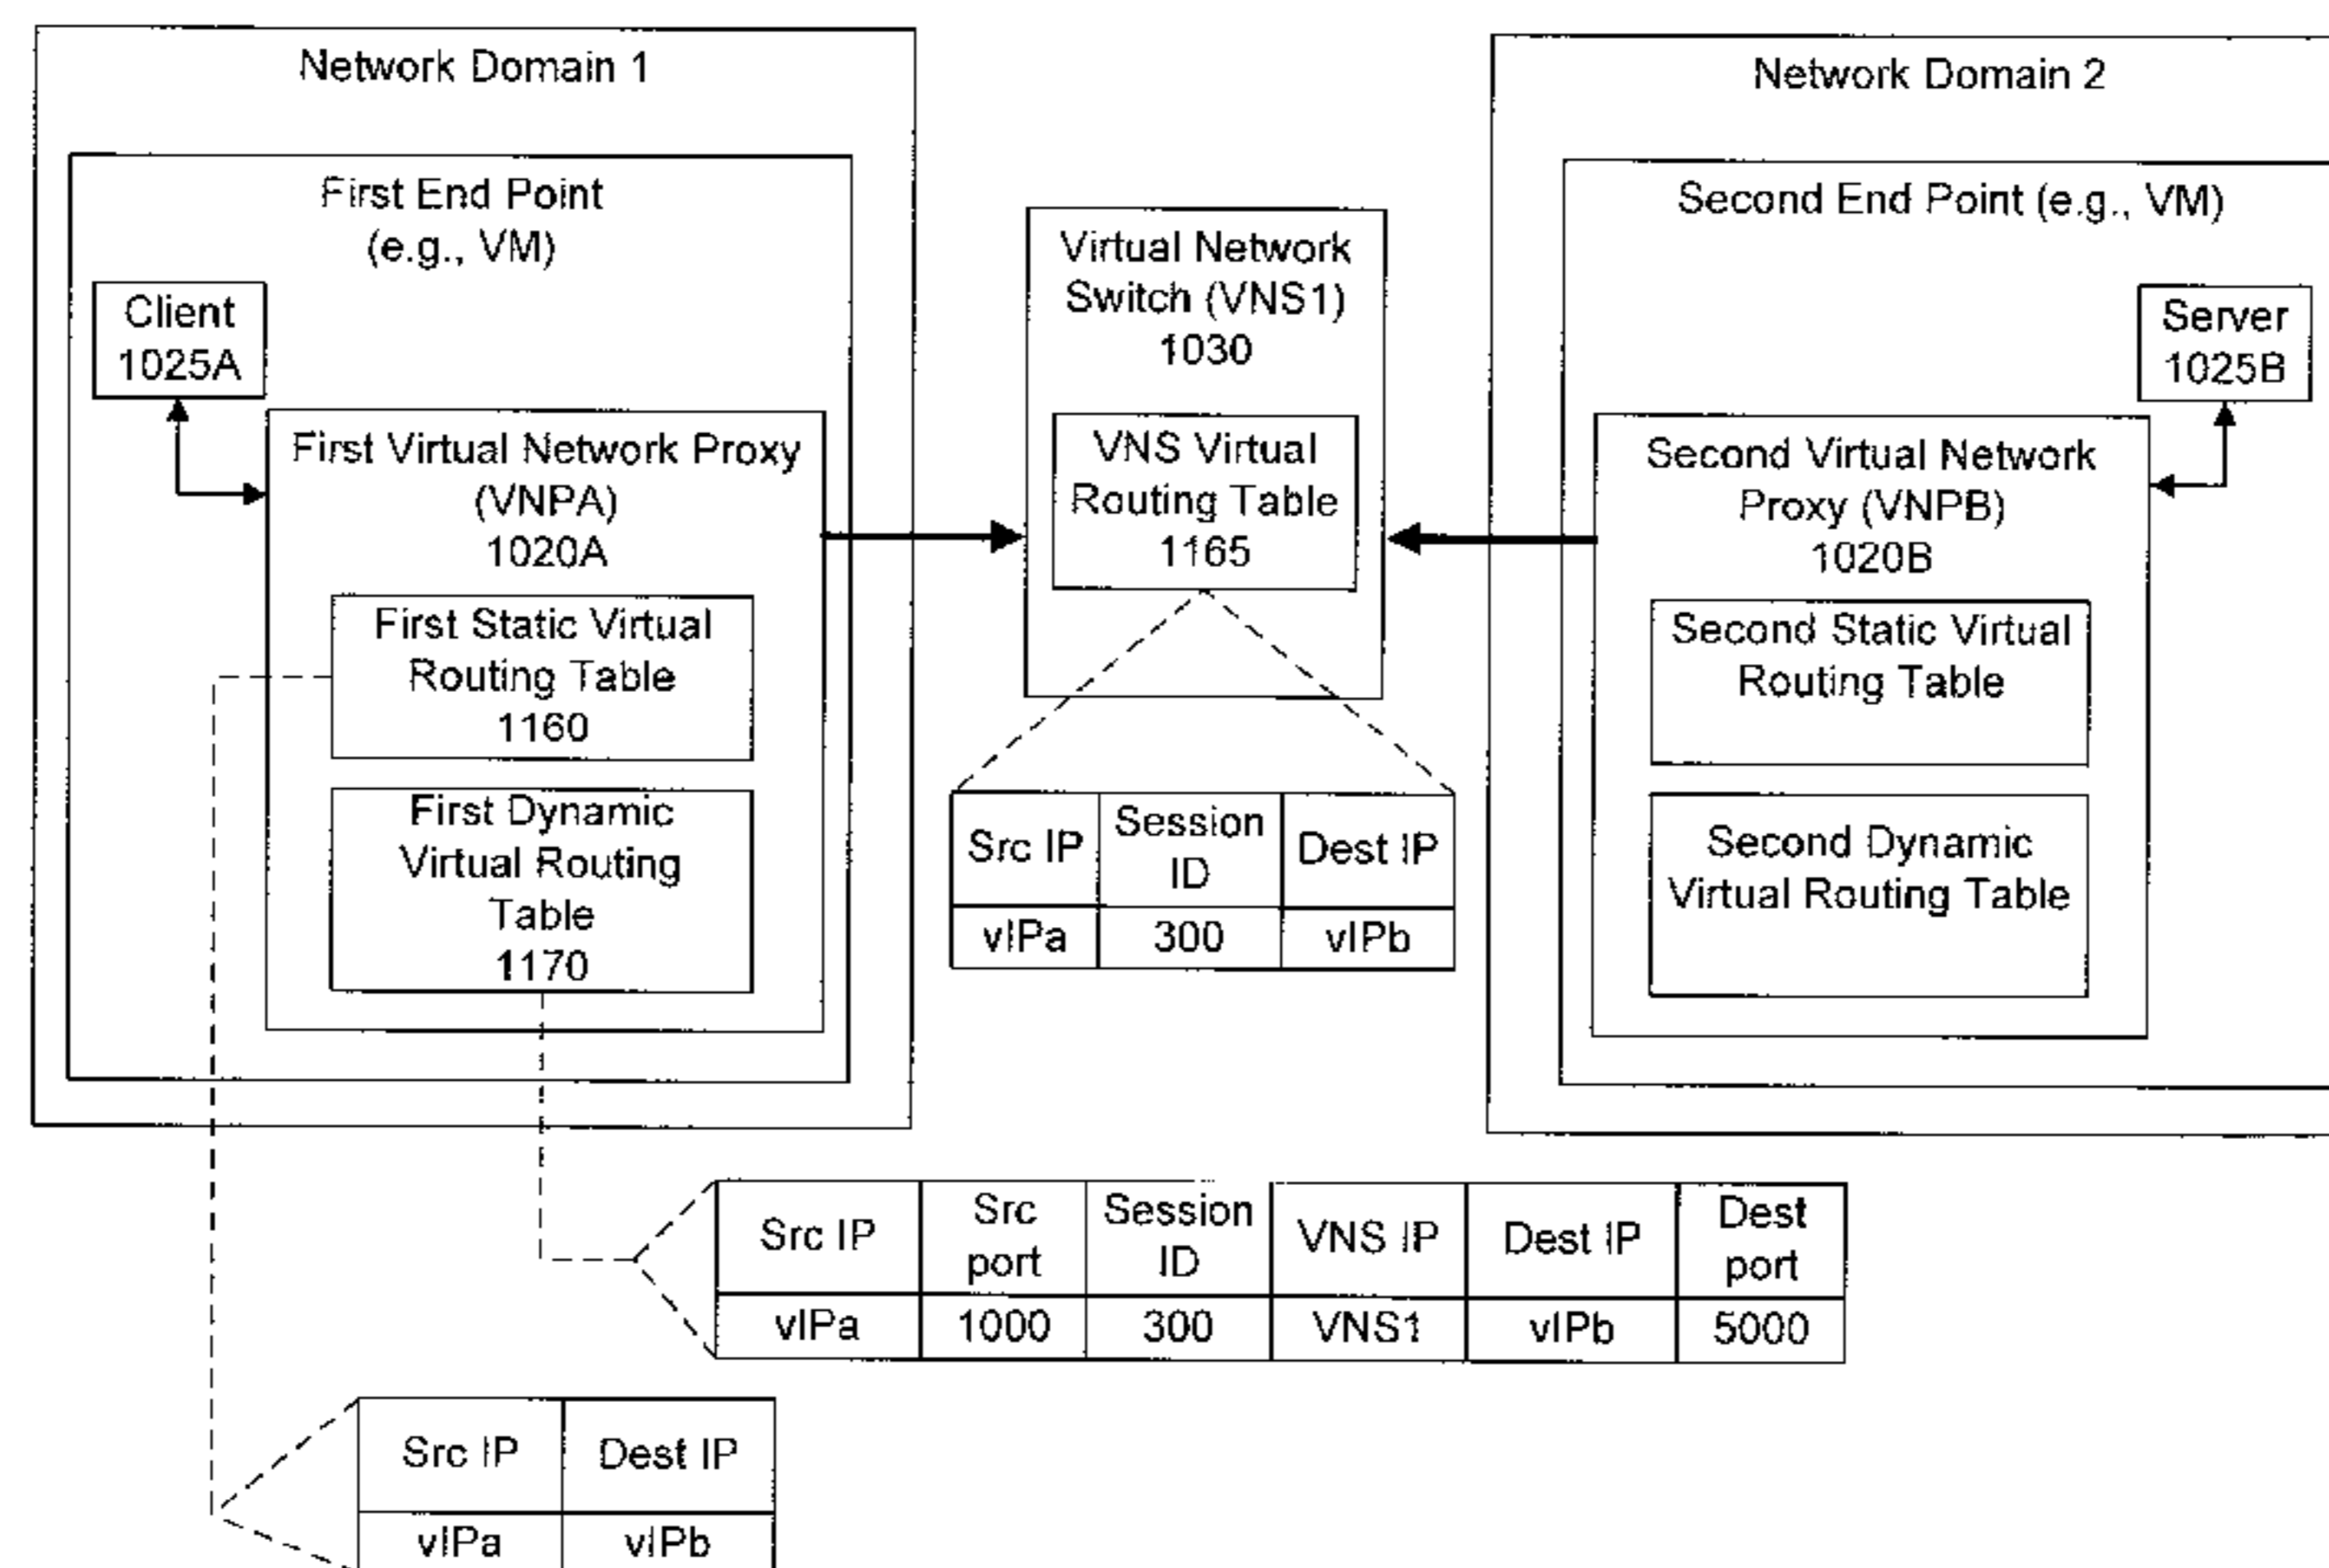 Network Domain 1
First End Point
(e.g., VM)
Client
1025A
First Virtual Network Proxy
(VNPA)
1020A
First Static Virtual
Routing Table
1160
First Dynamic
Virtual Routing
Table
1170
Virtual Network
Switch (VNS1)
1030
VNS Virtual
Routing Table
1165
Src IP
Session
ID
Dest IP
vIPa
300
vIPb
Network Domain 2
Second End Point (e.g., VM)
Server
1025B
Second Virtual Network
Proxy (VNPB)
1020B
Second Static Virtual
Routing Table
Second Dynamic
Virtual Routing Table
Src IP
Src
port
Session
ID
VNS IP
Dest IP
Dest
port
vIPa
1000
300
VNS1
vIPb
5000
Src IP
Dest IP
vIPa
vIPb